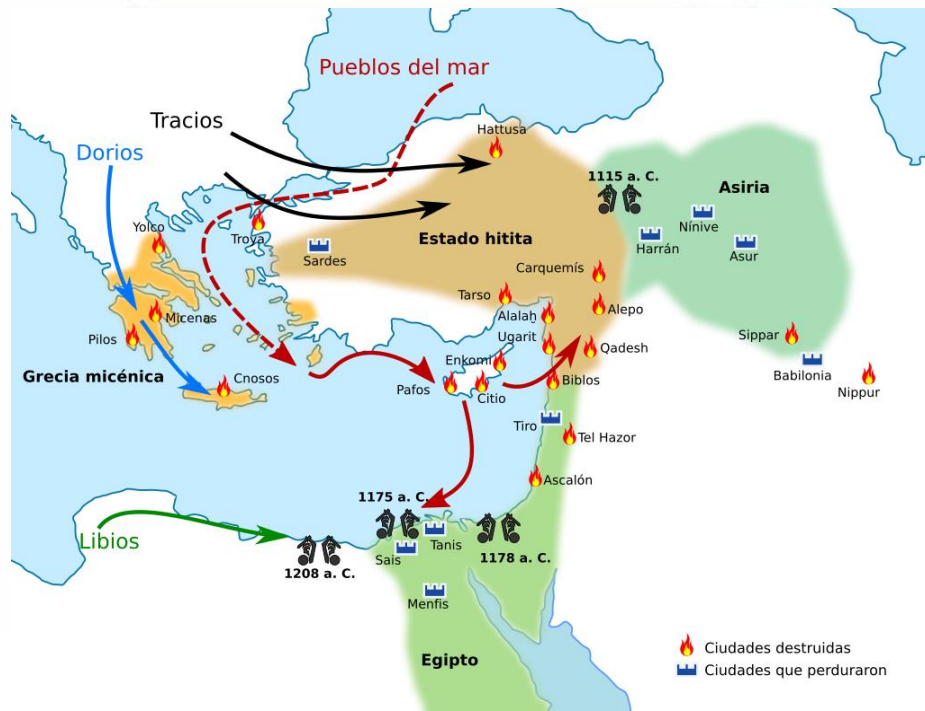 Pueblos del mar
Tracios
Hattusa
Dorios
1115 a. C.
Asiria
Yolco
Troya
Sardes
Estado hitita
Harrán
Nínive
Asur
Carquemís
Tarso
Alepo
Alalaḫ
Micenas
Pilos
Ugarit
Qadesh
Sippar
Enkomi
Grecia micénica
Cnosos
Pafos
Citio
Biblos
Babilonia
Nippur
Tiro
Tel Hazor
Ascalón
1175 a. C.
Libios
Tanis
Sais
1178 a. C.
1208 a. C.
Menfis
Egipto
Ciudades destruidas
Ciudades que perduraron